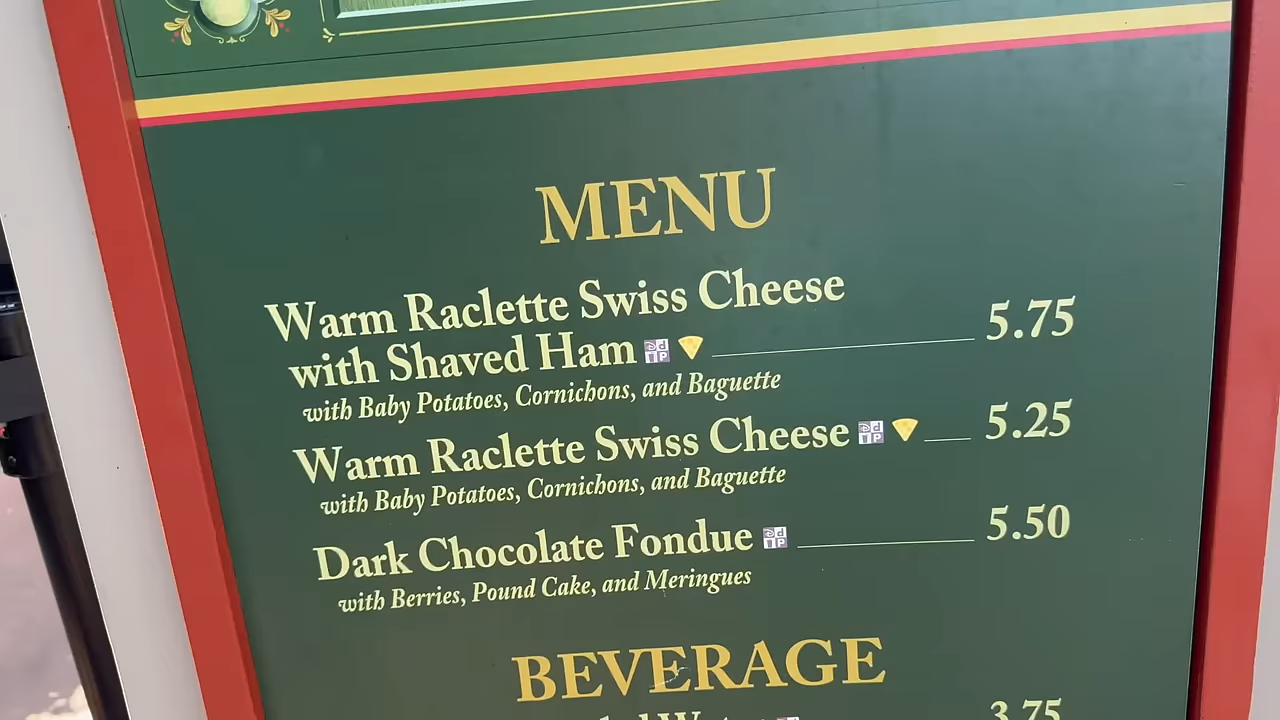 MENU
Warm Raclette Swiss Cheese
with Shaved Ham 5.75
with Baby Potatoes, Cornichons, and Baguette
Warm Raclette Swiss Cheese 5.25
with Baby Potatoes, Cornichons, and Baguette
Dark Chocolate Fondue 5.50
with Berries, Pound Cake, and Meringues
BEVERAGE
3.75